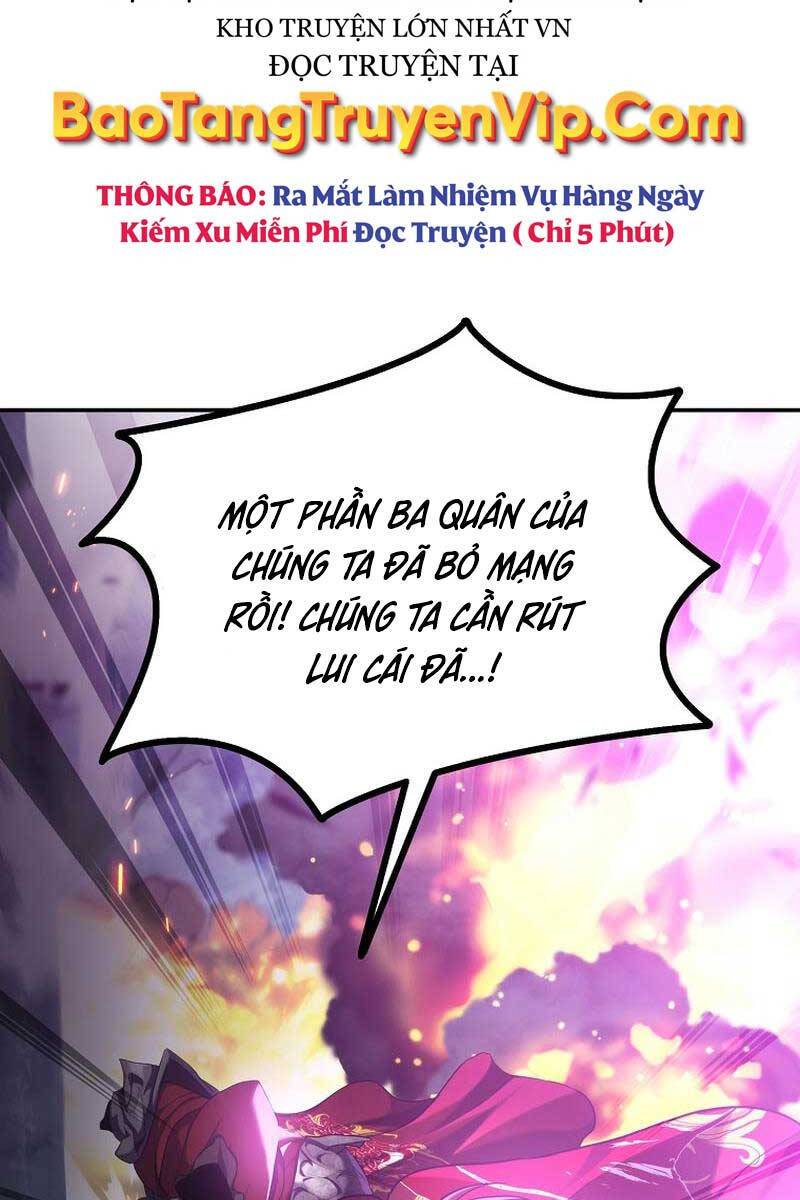 KHO TRUYỆN LỚN NHẤT VN
ĐỌC TRUYỆN TẠI
BaoTangTruyenVip.Com
THÔNG BÁO: Ra Mắt Làm Nhiệm Vụ Hàng Ngày
Kiếm Xu Miễn Phí Đọc Truyện ( Chỉ 5 Phút)
MỘT PHẦN BA QUÂN CỦA
CHÚNG TA ĐÃ BỎ MẠNG
RỒI! CHÚNG TA CẦN RÚT
LUI CÁI ĐÃ...!